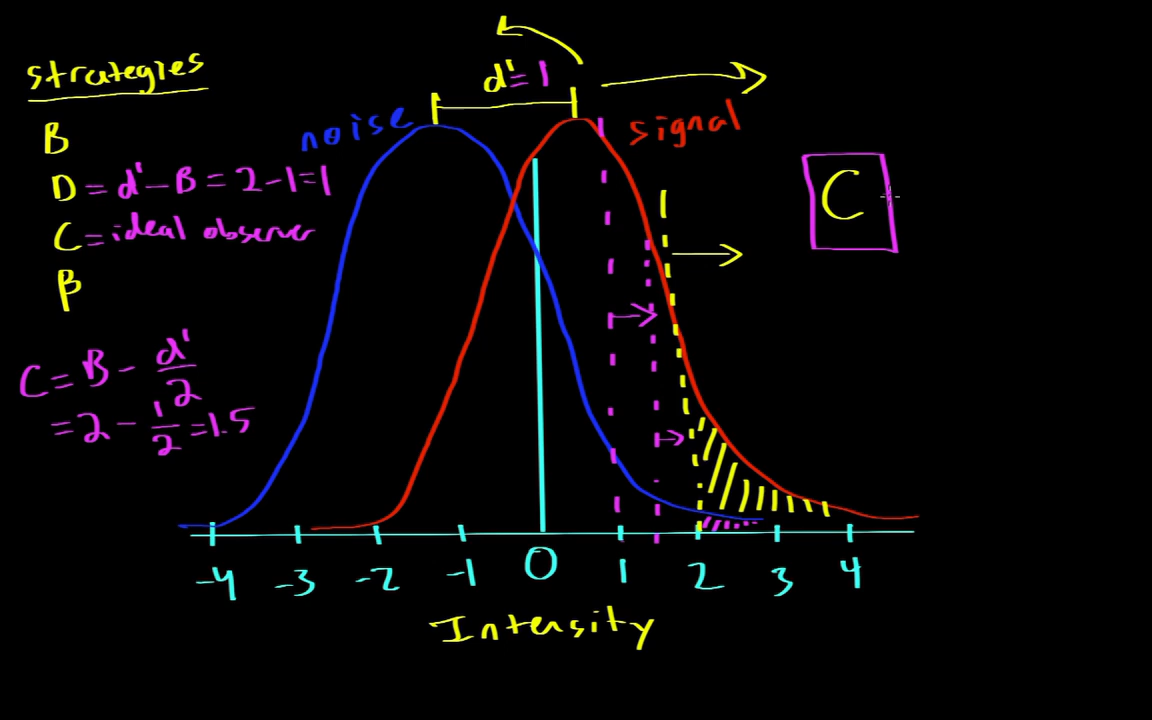 strategies
B
D = d' - B = 2 - 1 = 1
C = ideal observer
β
C = B - d'/2
= 2 - 1/2 = 1.5
d' = 1
noise
signal
C
-4 -3 -2 -1 0 1 2 3 4
Intensity